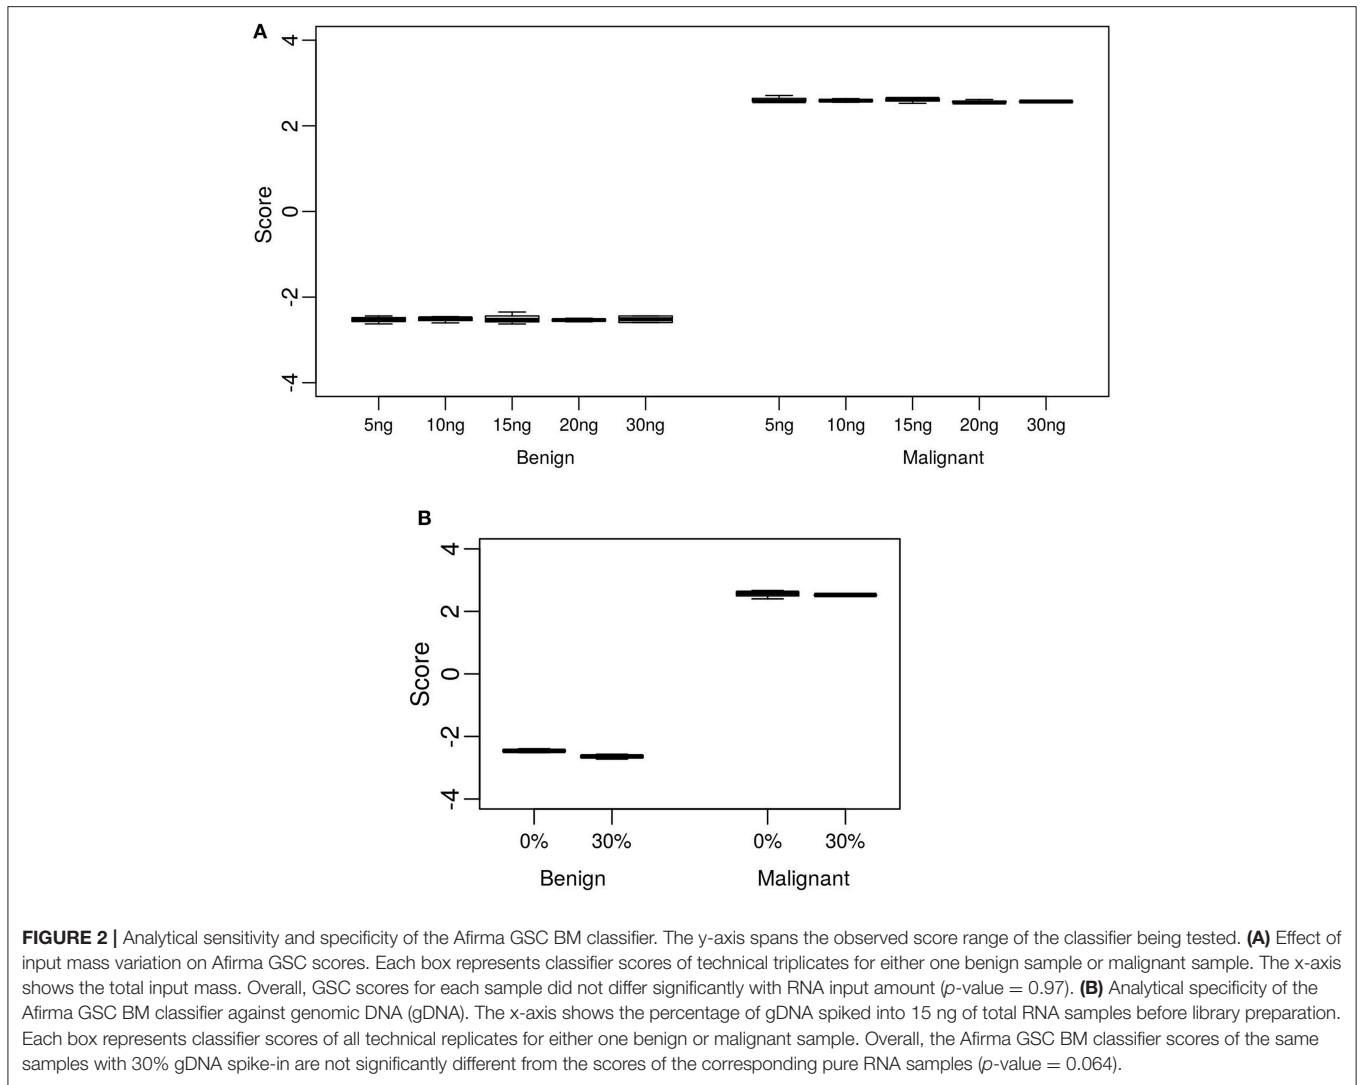 A
4
2
0
-2
-4
Score
5ng 10ng 15ng 20ng 30ng 5ng 10ng 15ng 20ng 30ng
Benign Malignant
B
4
2
0
-2
-4
Score
0% 30% 0% 30%
Benign Malignant
FIGURE 2 | Analytical sensitivity and specificity of the Afirma GSC BM classifier. The y-axis spans the observed score range of the classifier being tested. (A) Effect of
input mass variation on Afirma GSC scores. Each box represents classifier scores of technical triplicates for either one benign sample or malignant sample. The x-axis
shows the total input mass. Overall, GSC scores for each sample did not differ significantly with RNA input amount (p-value = 0.97). (B) Analytical specificity of the
Afirma GSC BM classifier against genomic DNA (gDNA). The x-axis shows the percentage of gDNA spiked into 15 ng of total RNA samples before library preparation.
Each box represents classifier scores of all technical replicates for either one benign or malignant sample. Overall, the Afirma GSC BM classifier scores of the same
samples with 30% gDNA spike-in are not significantly different from the scores of the corresponding pure RNA samples (p-value = 0.064).